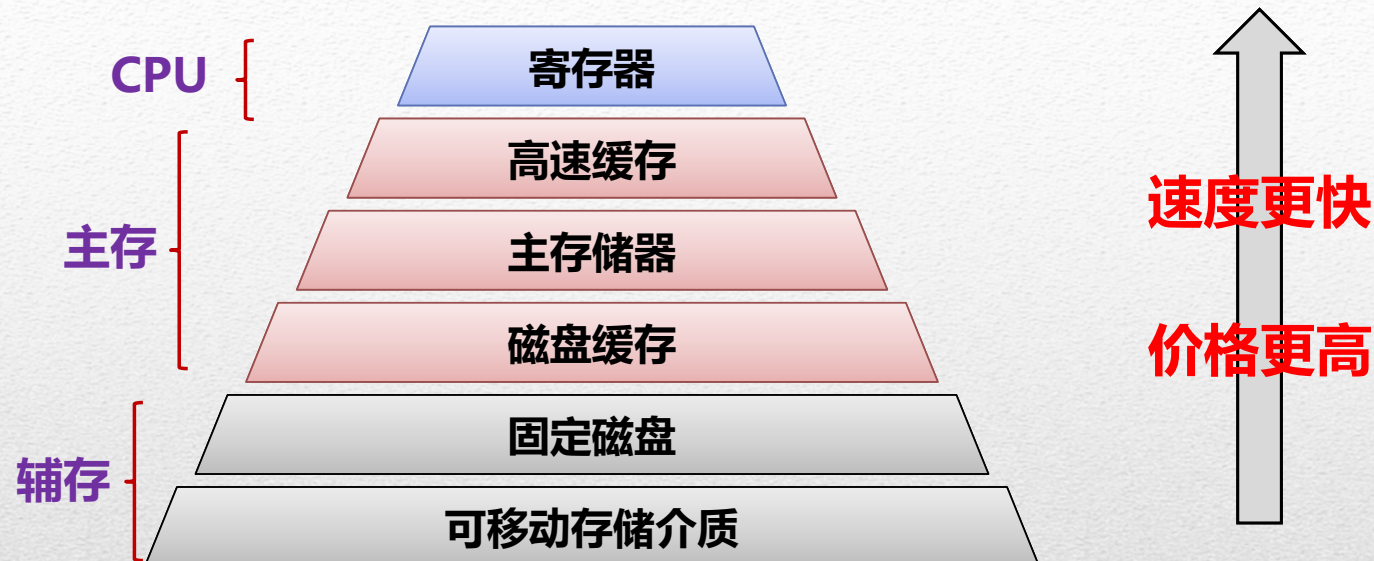 CPU
寄存器
高速缓存
主存
主存储器
磁盘缓存
辅存
固定磁盘
可移动存储介质
速度更快
价格更高